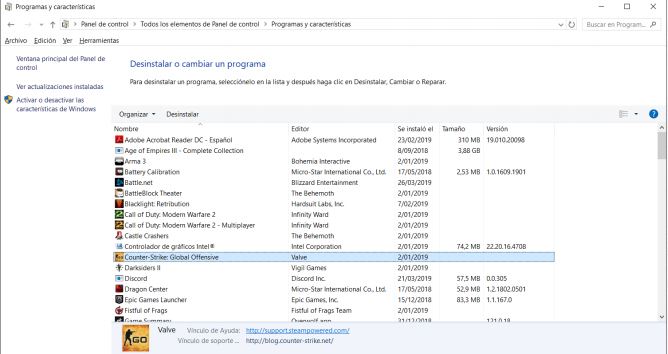 Programas y características
Panel de control > Todos los elementos de Panel de control > Programas y características
Buscar en Program...
Archivo Edición Ver Herramientas
Ventana principal del Panel de control
Ver actualizaciones instaladas
Activar o desactivar las características de Windows
Desinstalar o cambiar un programa
Para desinstalar un programa, selecciónelo en la lista y después haga clic en Desinstalar, Cambiar o Reparar.
Organizar Desinstalar
Nombre Editor Se instaló el Tamaño Versión
Adobe Acrobat Reader DC - Español Adobe Systems Incorporated 23/02/2019 310 MB 19.010.20098
Age of Empires III - Complete Collection 8/09/2018 3,88 GB
Arma 3 Bohemia Interactive 2/01/2019
Battery Calibration Micro-Star International Co., Ltd. 17/05/2018 2,53 MB 1.0.1609.1901
Battle.net Blizzard Entertainment 26/03/2019
BattleBlock Theater The Behemoth 2/01/2019
Blacklight: Retribution Hardsuit Labs, Inc. 7/02/2019
Call of Duty: Modern Warfare 2 Infinity Ward 2/01/2019
Call of Duty: Modern Warfare 2 - Multiplayer Infinity Ward 2/01/2019
Castle Crashers The Behemoth 2/01/2019
Controlador de gráficos Intel® Intel Corporation 2/01/2019 74,2 MB 22.20.16.4708
Counter-Strike: Global Offensive Valve 2/01/2019
Darksiders II Vigil Games 2/01/2019
Discord Discord Inc. 21/03/2019 57,5 MB 0.0.305
Dragon Center Micro-Star International Co., Ltd. 17/05/2018 52,9 MB 1.2.1802.0501
Epic Games Launcher Epic Games, Inc. 15/12/2018 83,3 MB 1.1.167.0
Fistful of Frags Fistful of Frags Team 2/01/2019
Game Summary Overwolf app 31/12/2018 121.0.18
Valve Vínculo de Ayuda: http://support.steampowered.com/
Vínculo de soporte... http://blog.counter-strike.net/
GO